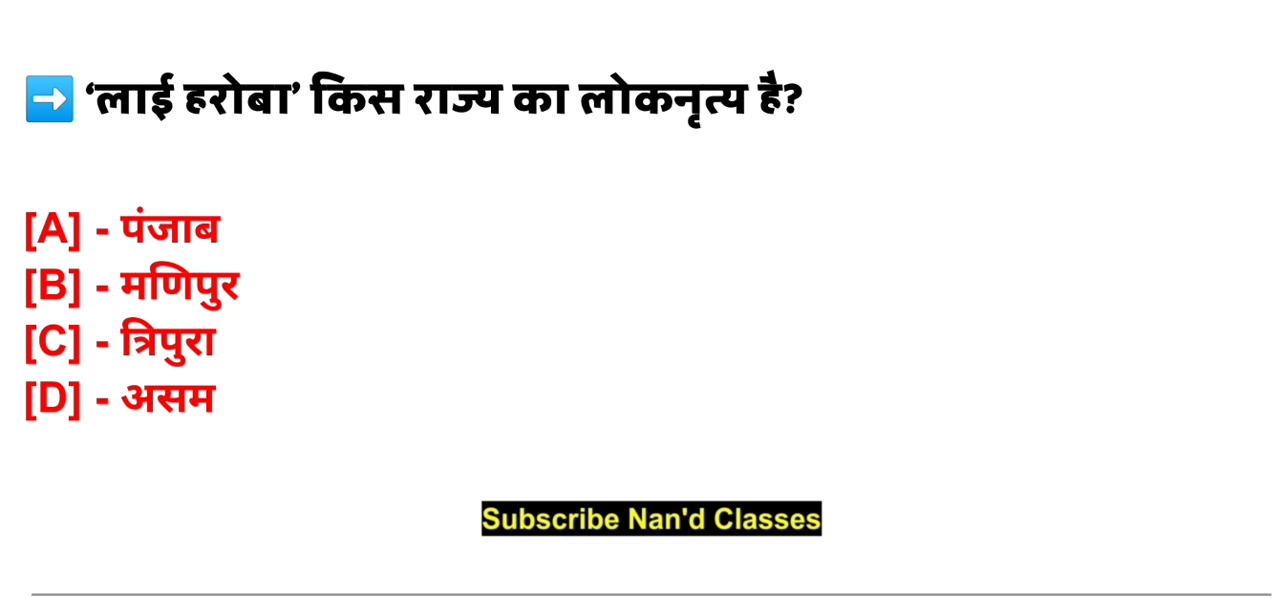 ➡️ ‘लाई हरोबा’ किस राज्य का लोकनृत्य है?
[A] - पंजाब
[B] - मणिपुर
[C] - त्रिपुरा
[D] - असम
Subscribe Nan'd Classes